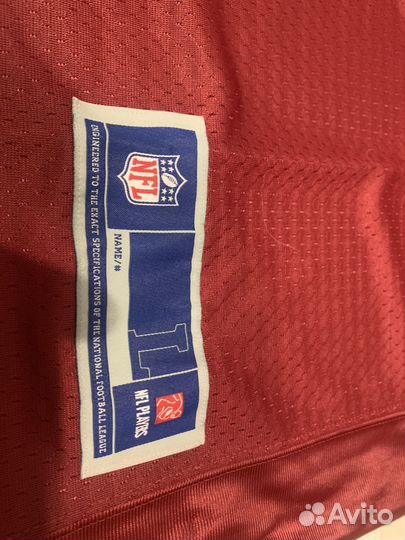 NFL
NAME/#
L
NFL PLAYERS
ENGINEERED TO THE EXACT SPECIFICATIONS OF THE NATIONAL FOOTBALL LEAGUE
Avito